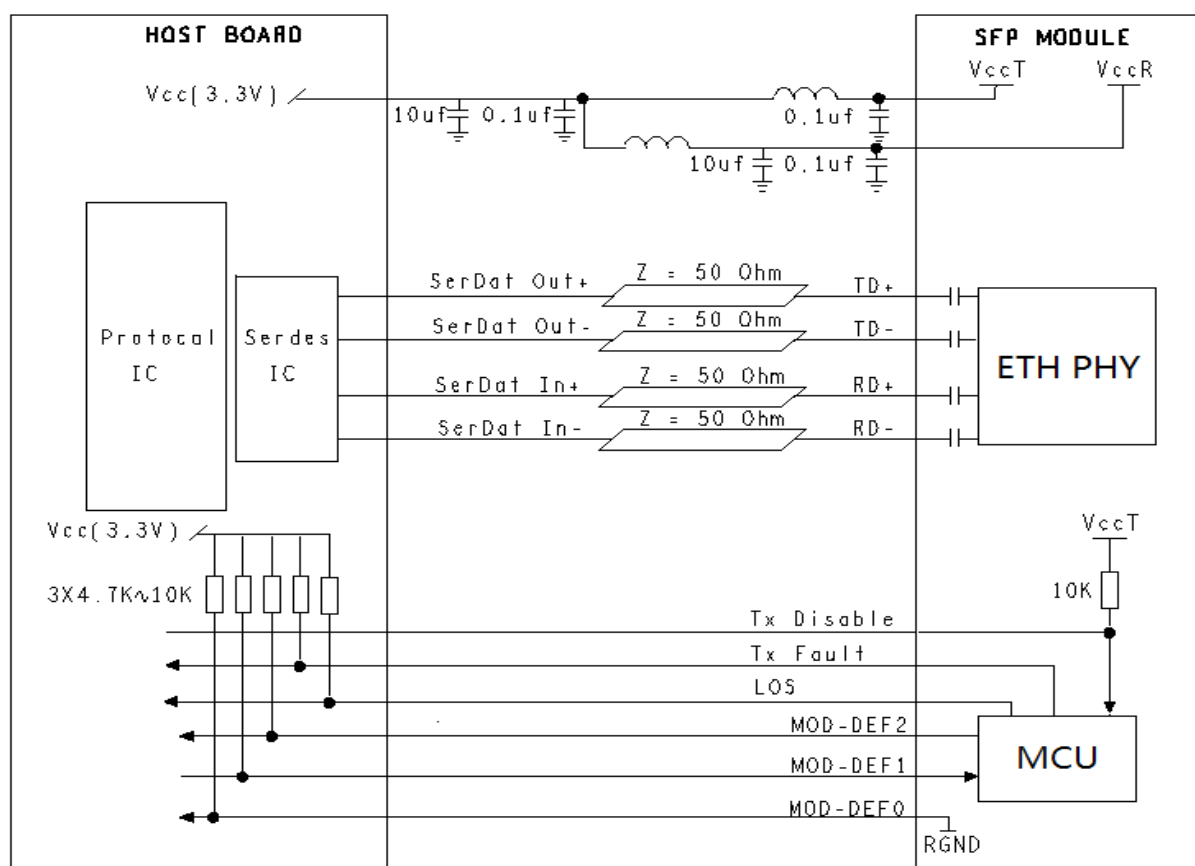 HOST BOARD
SFP MODULE
VccT VccR
Vcc(3.3V)
10uf 0.1uf 0.1uf
10uf 0.1uf
SerDat Out+ Z = 50 Ohm TD+
SerDat Out- Z = 50 Ohm TD-
Protocal IC
Serdes IC
ETH PHY
SerDat In+ Z = 50 Ohm RD+
SerDat In- Z = 50 Ohm RD-
Vcc(3.3V)
VccT
3X4.7K~10K
10K
Tx Disable
Tx Fault
LOS
MOD-DEF2
MCU
MOD-DEF1
MOD-DEF0
RGND